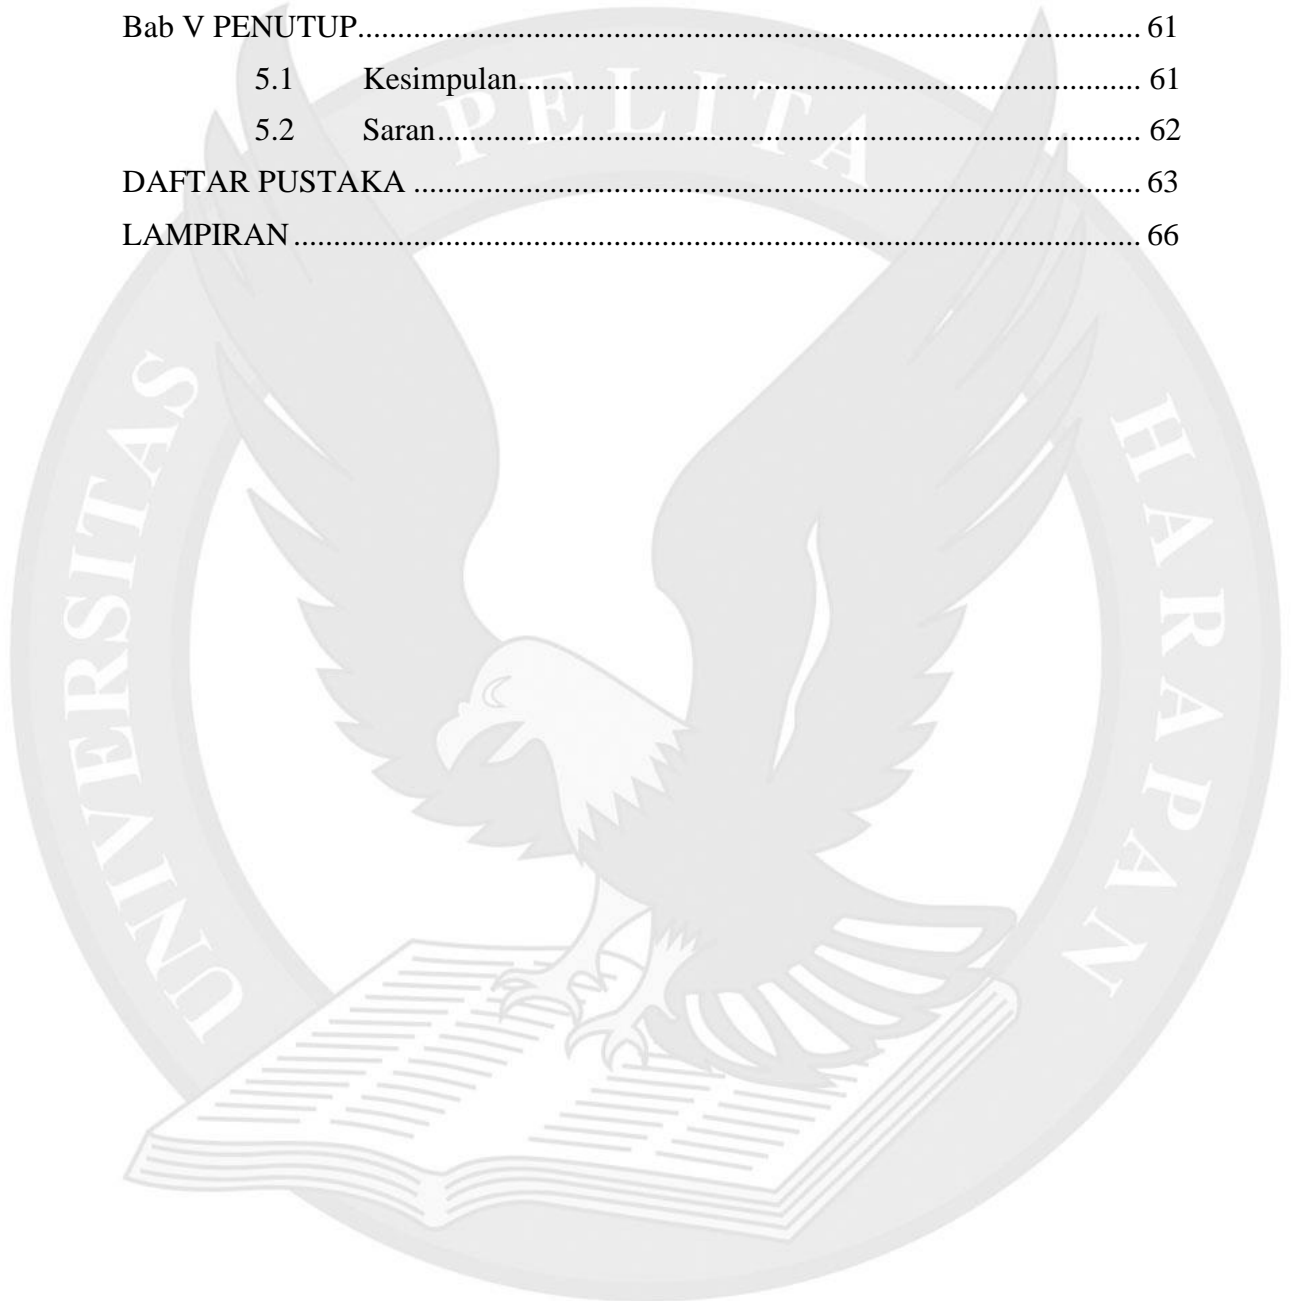 Bab V PENUTUP.................................................................................................. 61
5.1 Kesimpulan.............................................................................. 61
5.2 Saran........................................................................................ 62
DAFTAR PUSTAKA ........................................................................................... 63
LAMPIRAN .......................................................................................................... 66
UNIVERSITAS PELITA HARAPAN